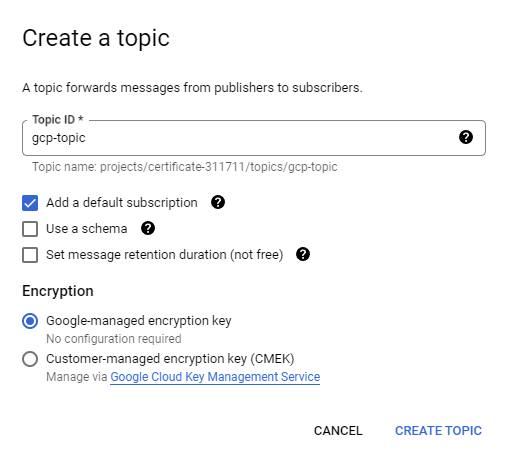 Create a topic
A topic forwards messages from publishers to subscribers.
Topic ID *
gcp-topic
Topic name: projects/certificate-311711/topics/gcp-topic
Add a default subscription
Use a schema
Set message retention duration (not free)
Encryption
Google-managed encryption key
No configuration required
Customer-managed encryption key (CMEK)
Manage via Google Cloud Key Management Service
CANCEL CREATE TOPIC